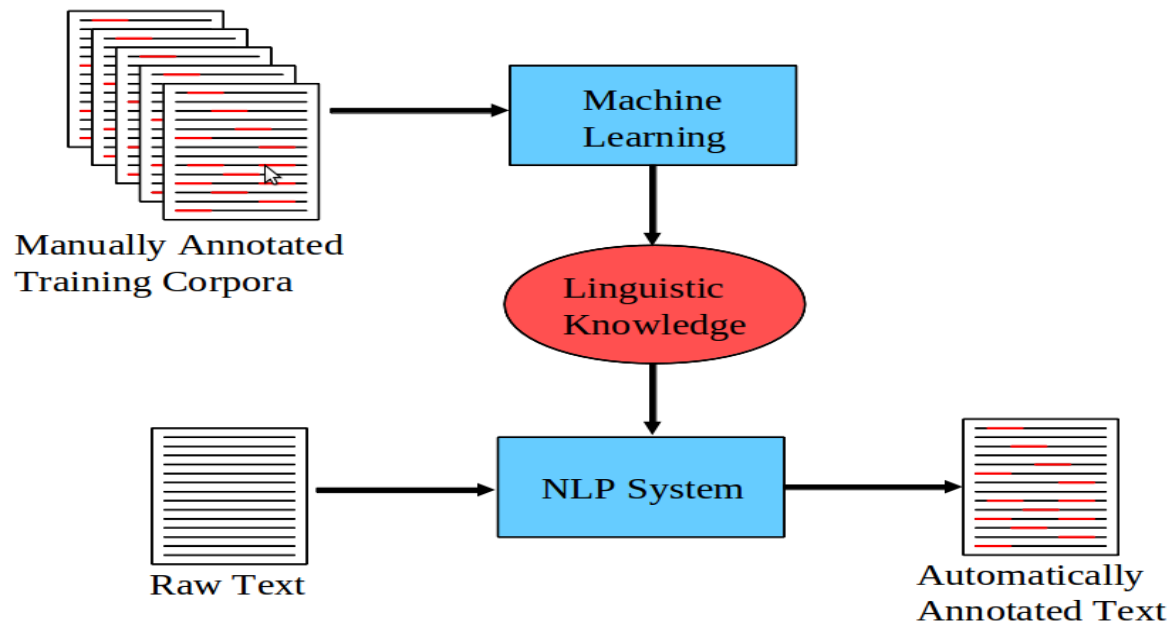 Machine
Learning
Manually Annotated
Training Corpora
Linguistic
Knowledge
NLP System
Raw Text
Automatically
Annotated Text